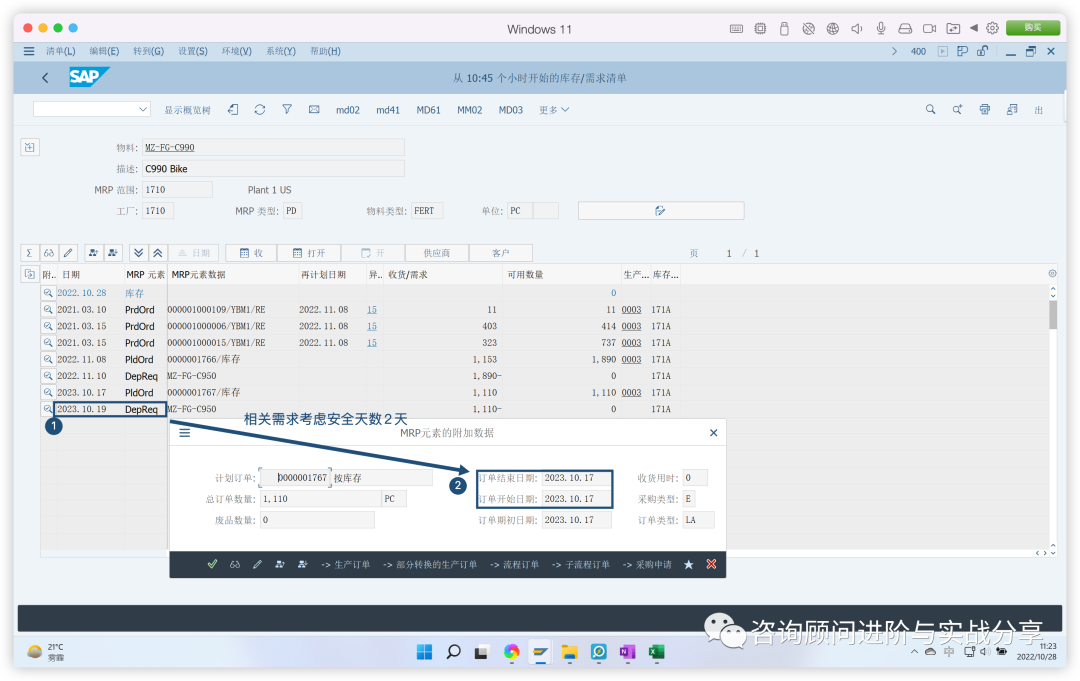 Windows 11
购买
清单(L) 编辑(E) 转到(G) 设置(S) 环境(V) 系统(Y) 帮助(H) 400
SAP 从 10:45 个小时开始的库存/需求清单
显示概览树 md02 md41 MD61 MM02 MD03 更多
物料: MZ-FG-C990
描述: C990 Bike
MRP 范围: 1710 Plant 1 US
工厂: 1710 MRP 类型: PD 物料类型: FERT 单位: PC
Σ 日期 收 打开 开 供应商 客户 页 1 / 1
附.. 日期 MRP 元素 MRP元素数据 再计划日期 异.. 收货/需求 可用数量 生产... 库存...
2022.10.28 库存 0
2021.03.10 PrdOrd 000001000109/YBM1/RE 2022.11.08 15 11 11 0003 171A
2021.03.15 PrdOrd 000001000006/YBM1/RE 2022.11.08 15 403 414 0003 171A
2021.03.15 PrdOrd 000001000015/YBM1/RE 2022.11.08 15 323 737 0003 171A
2022.11.08 PldOrd 0000001766/库存 1,153 1,890 0003 171A
2022.11.10 DepReq MZ-FG-C950 1,890- 0 171A
2023.10.17 PldOrd 0000001767/库存 1,110 1,110 0003 171A
2023.10.19 DepReq MZ-FG-C950 1,110- 0 171A
1
相关需求考虑安全天数2天
MRP元素的附加数据
2
计划订单: 0000001767 按库存 订单结束日期: 2023.10.17 收货用时: 0
总订单数量: 1,110 PC 订单开始日期: 2023.10.17 采购类型: E
废品数量: 0 订单期初日期: 2023.10.17 订单类型: LA
-> 生产订单 -> 部分转换的生产订单 -> 流程订单 -> 子流程订单 -> 采购申请
咨询顾问进阶与实战分享
21°C
雾霾
中
11:23
2022/10/28